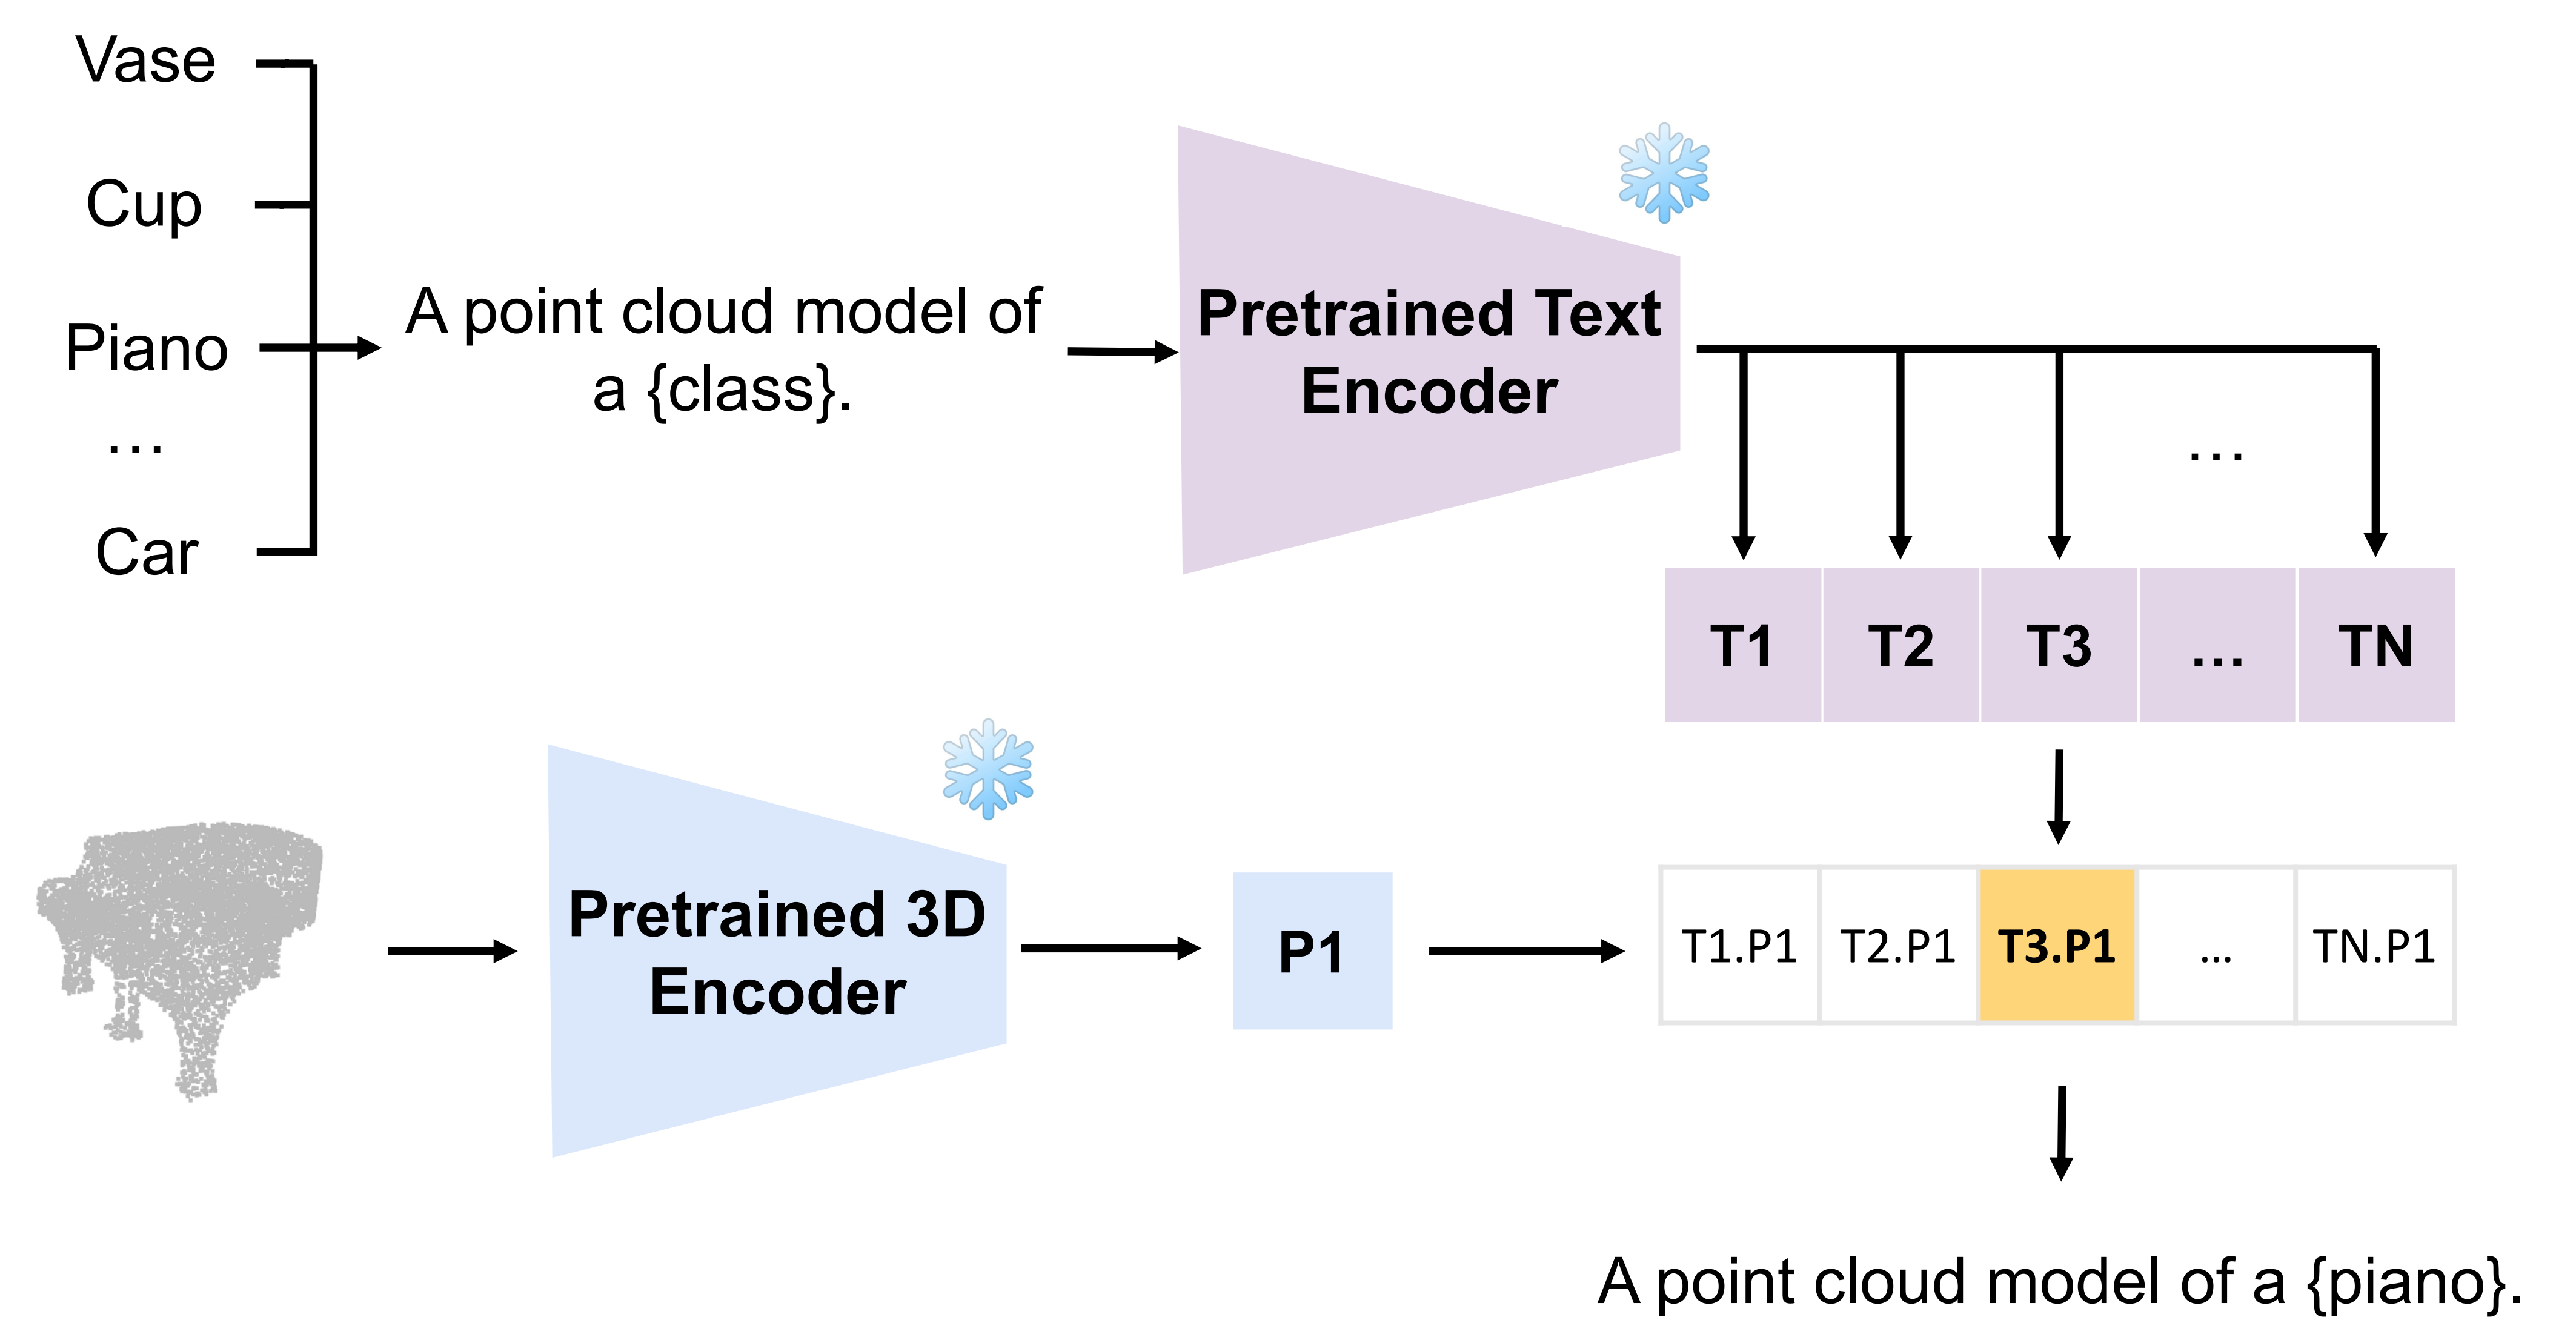 Vase
Cup
Piano
…
Car
A point cloud model of
a {class}.
Pretrained Text
Encoder
…
T1 T2 T3 … TN
Pretrained 3D
Encoder
P1
T1.P1 T2.P1 T3.P1 … TN.P1
A point cloud model of a {piano}.